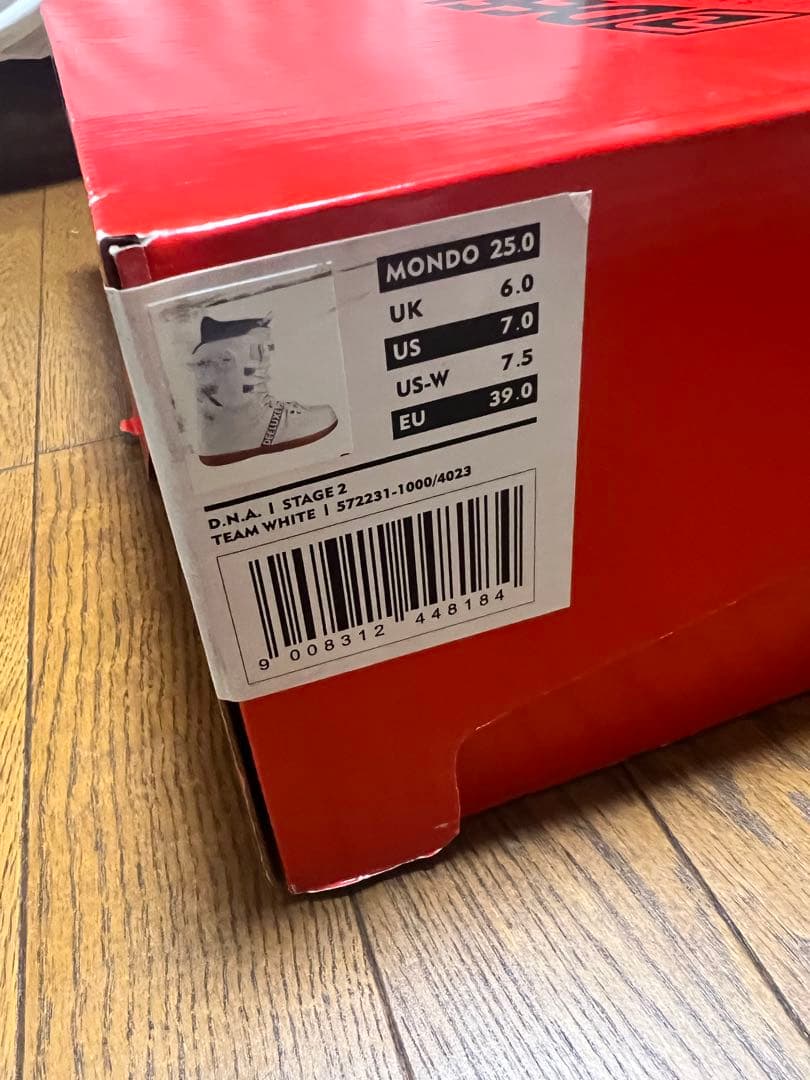 MONDO 25.0
UK 6.0
US 7.0
US-W 7.5
EU 39.0
DEELUXE
D.N.A. | STAGE 2
TEAM WHITE | 572231-1000/4023
9 008312 448184